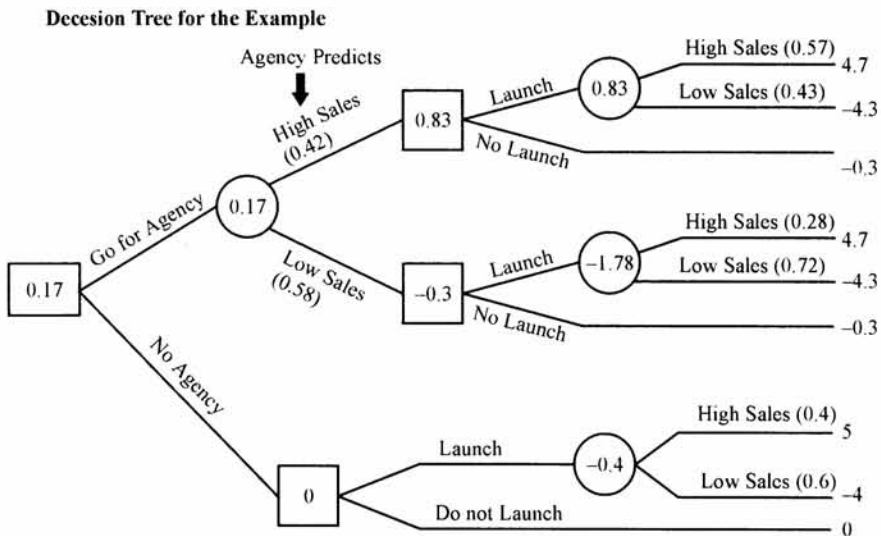 Decesion Tree for the Example
Agency Predicts
High Sales (0.57)
4.7
Launch
0.83
Low Sales (0.43)
−4.3
High Sales
(0.42)
0.83
No Launch
−0.3
Go for Agency
0.17
High Sales (0.28)
4.7
Launch
−1.78
Low Sales (0.72)
−4.3
Low Sales
(0.58)
−0.3
No Launch
−0.3
0.17
No Agency
High Sales (0.4)
5
Launch
−0.4
Low Sales (0.6)
−4
0
Do not Launch
0